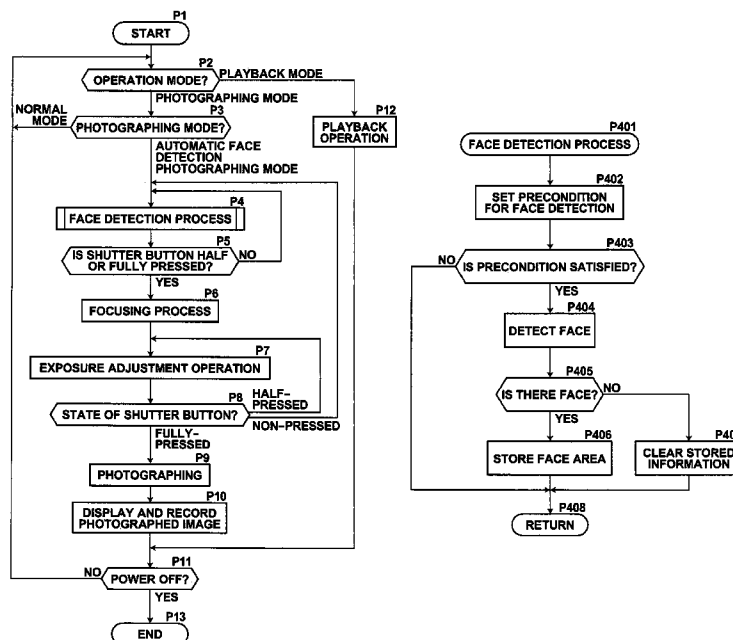 P1
START
P2
OPERATION MODE?
PLAYBACK MODE
PHOTOGRAPHING MODE
P12
PLAYBACK
OPERATION
NORMAL
MODE
P3
PHOTOGRAPHING MODE?
AUTOMATIC FACE
DETECTION
PHOTOGRAPHING MODE
P4
FACE DETECTION PROCESS
P5
IS SHUTTER BUTTON HALF
OR FULLY PRESSED?
NO
YES
P6
FOCUSING PROCESS
P7
EXPOSURE ADJUSTMENT OPERATION
P8
STATE OF SHUTTER BUTTON?
HALF-
PRESSED
NON-PRESSED
FULLY-
PRESSED
P9
PHOTOGRAPHING
P10
DISPLAY AND RECORD
PHOTOGRAPHED IMAGE
P11
NO
POWER OFF?
YES
P13
END
P401
FACE DETECTION PROCESS
P402
SET PRECONDITION
FOR FACE DETECTION
P403
NO
IS PRECONDITION SATISFIED?
YES
P404
DETECT FACE
P405
IS THERE FACE?
NO
YES
P406
STORE FACE AREA
CLEAR STORED
INFORMATION
P408
RETURN